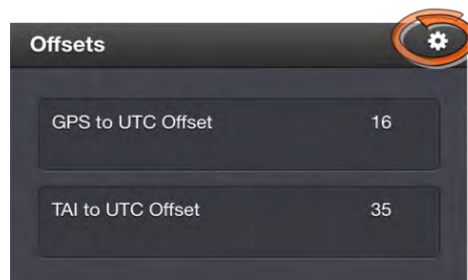 Offsets
GPS to UTC Offset 16
TAI to UTC Offset 35